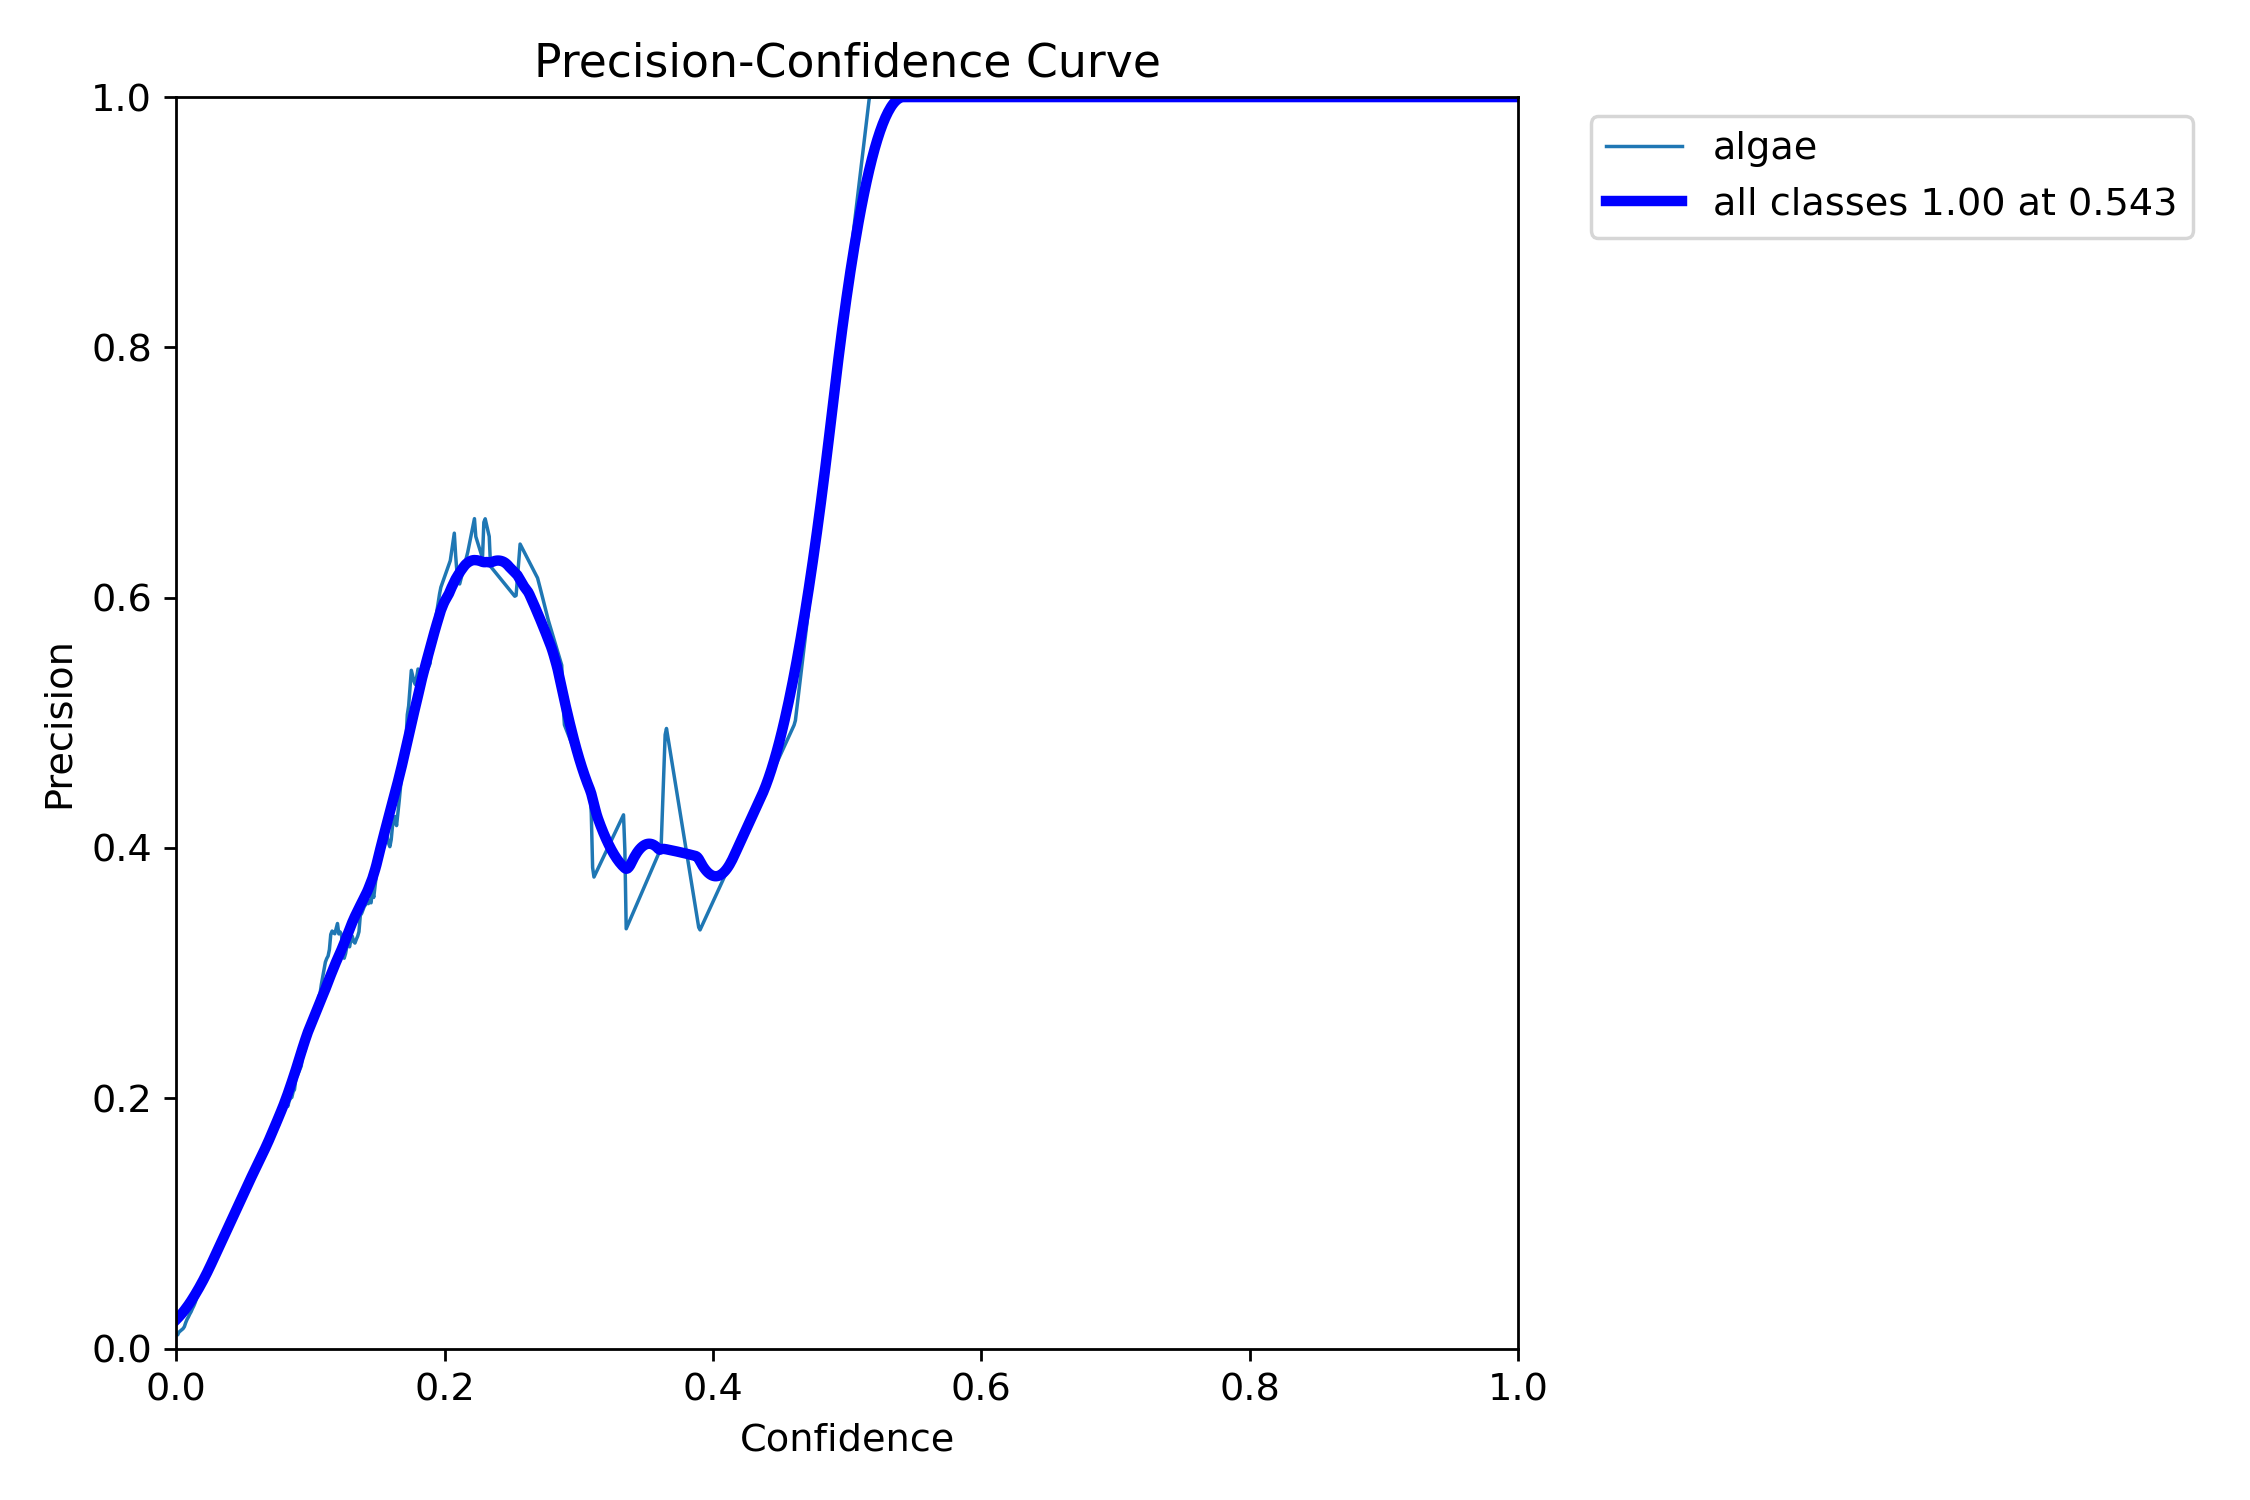 Precision-Confidence Curve
1.0
0.8
0.6
0.4
0.2
0.0
Precision
0.0 0.2 0.4 0.6 0.8 1.0
Confidence
algae
all classes 1.00 at 0.543